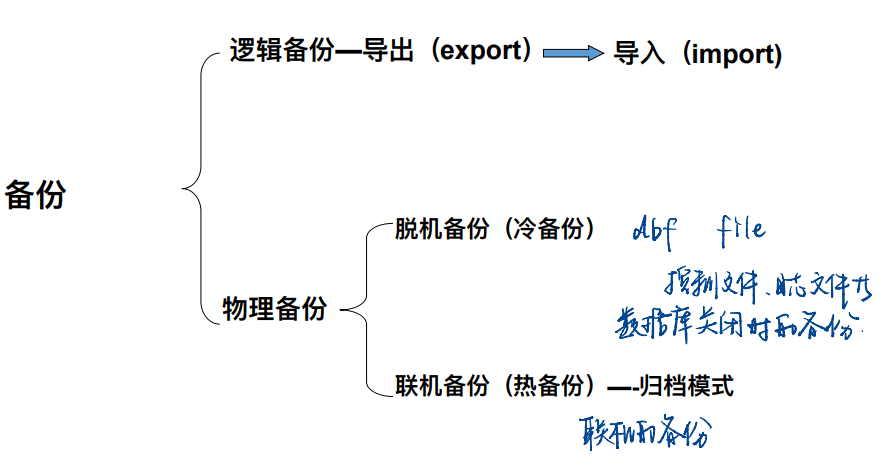 逻辑备份—导出（export） 导入（import)
备份
脱机备份（冷备份） dbf file
控制文件、日志文件
数据库关闭时的备份.
物理备份
联机备份（热备份）—-归档模式
联机的备份